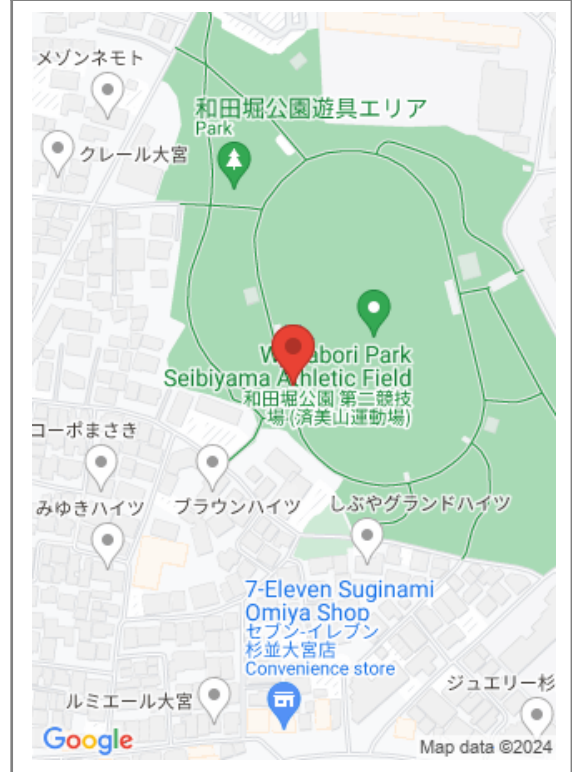 メゾンネモト
和田堀公園遊具エリア
Park
クレール大宮
Wadabori Park
Seibiyama Athletic Field
和田堀公園 第二競技
場 (済美山運動場)
コーポまさき
みゆきハイツ
ブラウンハイツ
しぶやグランドハイツ
7-Eleven Suginami
Omiya Shop
セブン-イレブン
杉並大宮店
Convenience store
ルミエール大宮
ジュエリー杉
Google
Map data ©2024